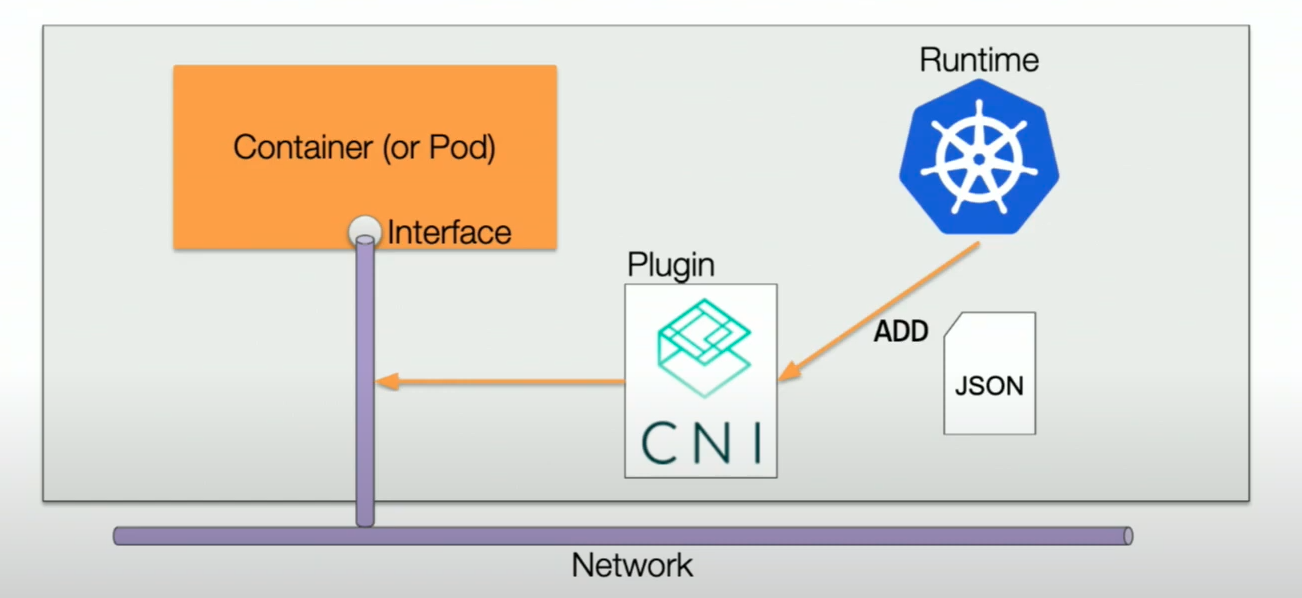 Runtime
Container (or Pod)
Interface
Plugin
ADD
JSON
CNI
Network